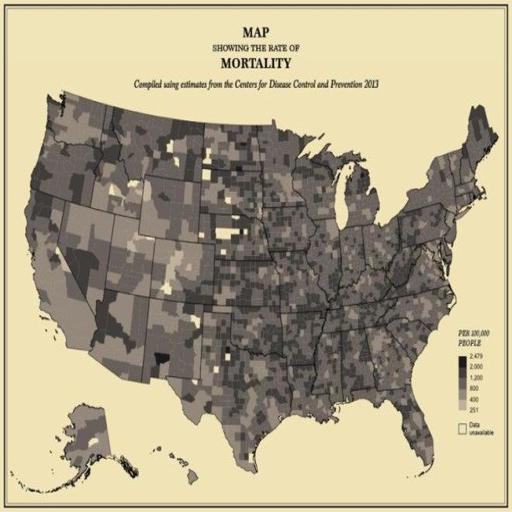 MAP
SHOWING THE RATE OF
MORTALITY
Compiled using estimates from the Centers for Disease Control and Prevention 2013
PER 100,000
PEOPLE
2,479
2,000
1,200
800
400
251
Data
unavailable